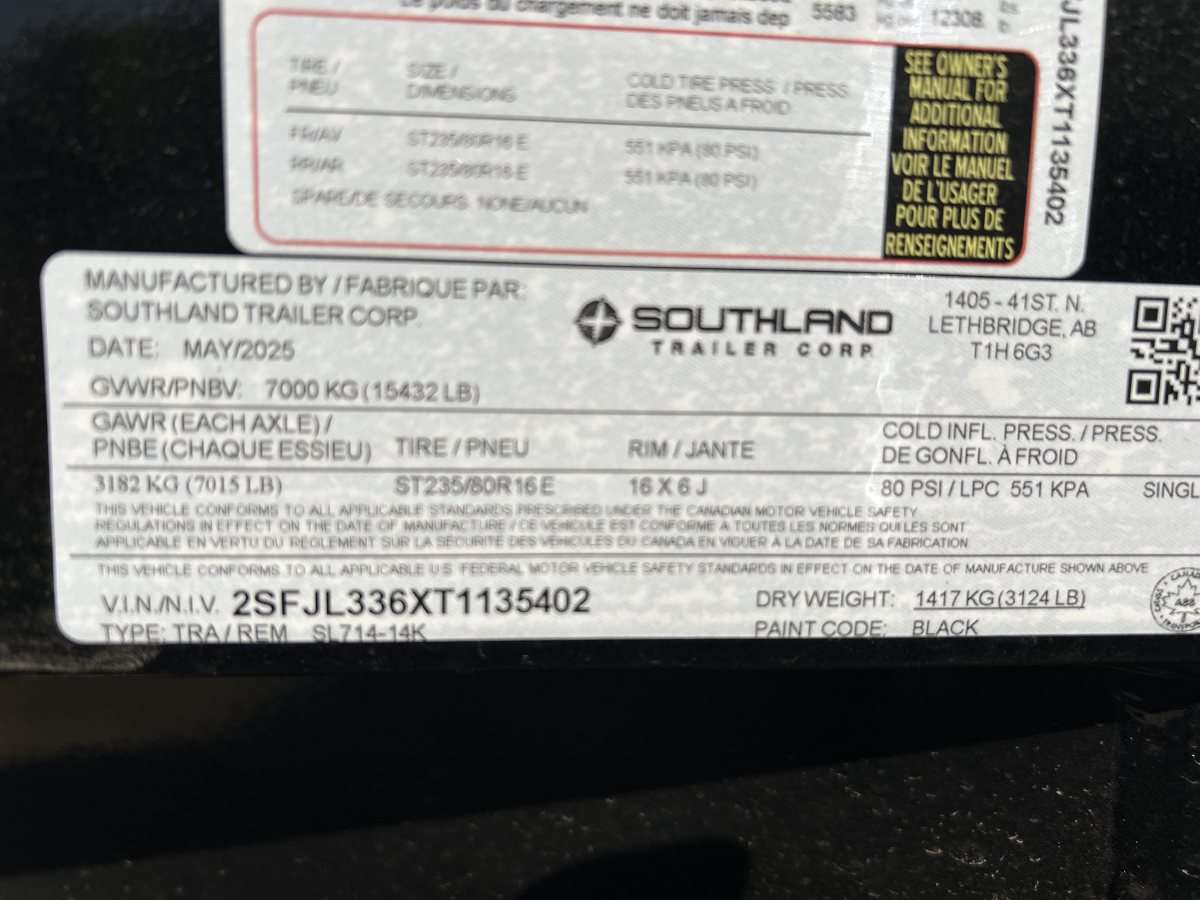 Le poids du chargement ne doit jamais dep 5583 12308
TIRE / PNEU SIZE / DIMENSIONS COLD TIRE PRESS. / PRESS. DES PNEUS A FROID
FR/AV ST235/80R16 E 551 KPA (80 PSI)
RR/AR ST235/80R16 E 551 KPA (80 PSI)
SPARE/DE SECOURS NONE/AUCUN
SEE OWNER'S
MANUAL FOR
ADDITIONAL
INFORMATION
VOIR LE MANUEL
DE L'USAGER
POUR PLUS DE
RENSEIGNEMENTS
JL336XT1135402
MANUFACTURED BY / FABRIQUE PAR:
SOUTHLAND TRAILER CORP.
DATE: MAY/2025
GVWR/PNBV: 7000 KG (15432 LB)
SOUTHLAND
TRAILER CORP
1405 - 41ST. N.
LETHBRIDGE, AB
T1H 6G3
GAWR (EACH AXLE) /
PNBE (CHAQUE ESSIEU) TIRE / PNEU RIM / JANTE COLD INFL. PRESS. / PRESS.
DE GONFL. À FROID
3182 KG (7015 LB) ST235/80R16 E 16 X 6 J 80 PSI / LPC 551 KPA SINGL
THIS VEHICLE CONFORMS TO ALL APPLICABLE STANDARDS PRESCRIBED UNDER THE CANADIAN MOTOR VEHICLE SAFETY
REGULATIONS IN EFFECT ON THE DATE OF MANUFACTURE / CE VEHICULE EST CONFORME A TOUTES LES NORMES QUI LES SONT
APPLICABLE EN VERTU DU REGLEMENT SUR LA SECURITE DES VEHICULES DU CANADA EN VIGUER A LA DATE DE SA FABRICATION
THIS VEHICLE CONFORMS TO ALL APPLICABLE U.S. FEDERAL MOTOR VEHICLE SAFETY STANDARDS IN EFFECT ON THE DATE OF MANUFACTURE SHOWN ABOVE
V.I.N./N.I.V. 2SFJL336XT1135402 DRY WEIGHT: 1417 KG (3124 LB)
TYPE: TRA / REM SL714-14K PAINT CODE: BLACK